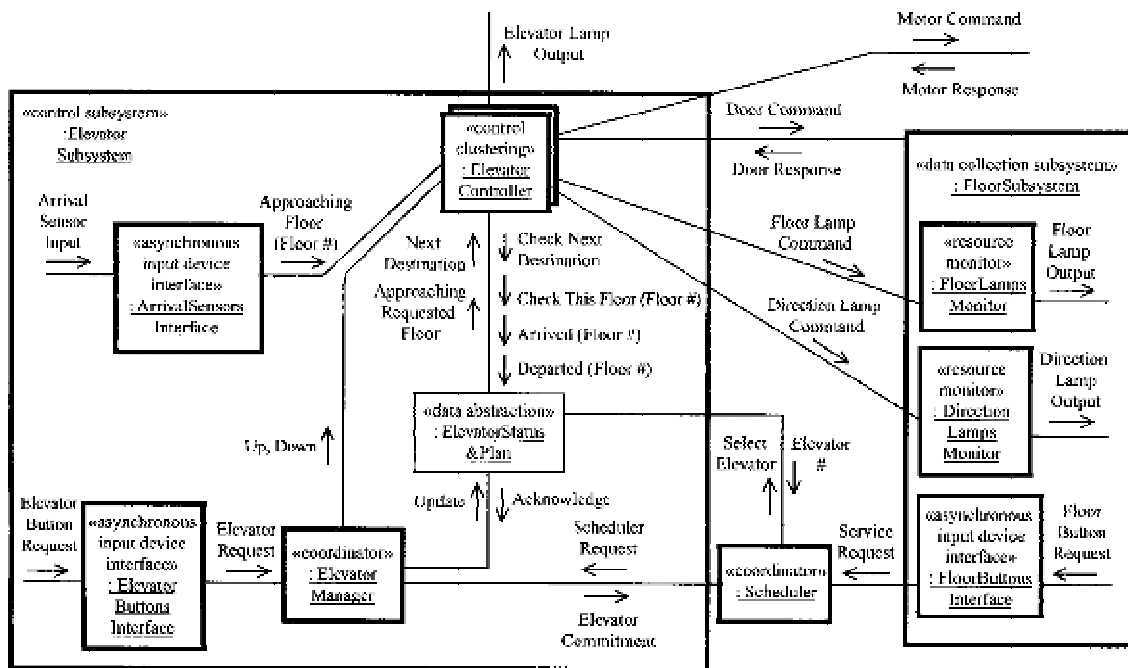 Elevator Lamp
Output
Motor Command
Motor Response
«control subsystem»
: Elevator
Subsystem
«control
clustering»
: Elevator
Controller
Door Command
Door Response
«data collection subsystem»
: FloorSubsystem
Arrival
Sensor
Input
«asynchronous
input device
interface»
: ArrivalSensors
Interface
Approaching
Floor
(Floor #)
Next
Destination
Approaching
Requested
Floor
Check Next
Destination
Check This Floor (Floor #)
Arrived (Floor #)
Departed (Floor #)
Floor Lamp
Command
Direction Lamp
Command
«resource
monitor»
: FloorLamps
Monitor
Floor
Lamp
Output
«resource
monitor»
: Direction
Lamps
Monitor
Direction
Lamp
Output
«data abstraction»
: ElevatorStatus
&Plan
Up, Down
Update
Acknowledge
Select
Elevator
Elevator
#
Elevator
Button
Request
«asynchronous
input device
interface»
: Elevator
Buttons
Interface
Elevator
Request
«coordinator»
: Elevator
Manager
Scheduler
Request
Elevator
Commitment
«coordinator»
: Scheduler
Service
Request
«asynchronous
input device
interface»
: FloorButtons
Interface
Floor
Button
Request